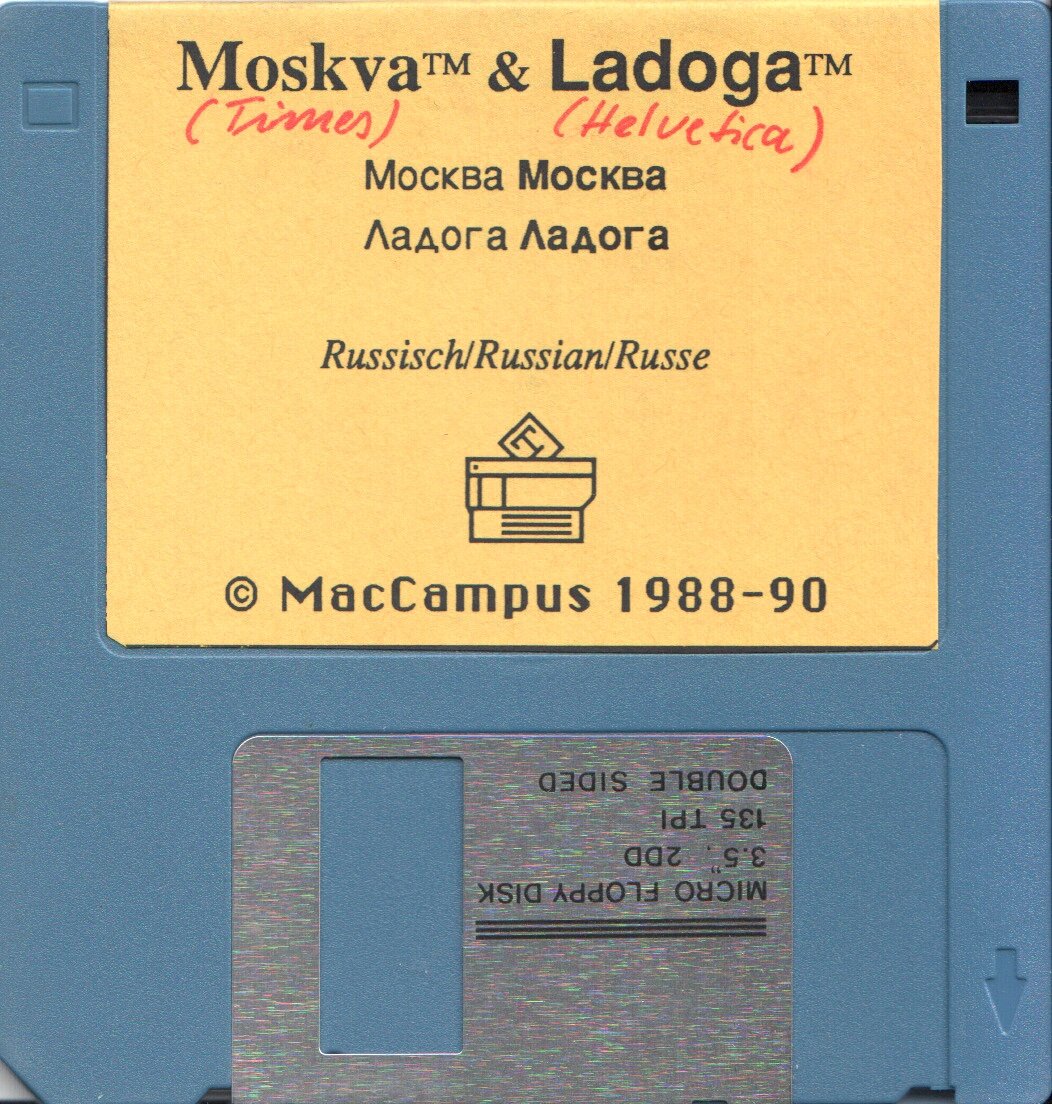 Moskva™ & Ladoga™
(Times) (Helvetica)
Москва Москва
Ладога Ладога
Russisch/Russian/Russe
T
© MacCampus 1988-90
MICRO FLOPPY DISK
3.5", 2DD
135 TPI
DOUBLE SIDED